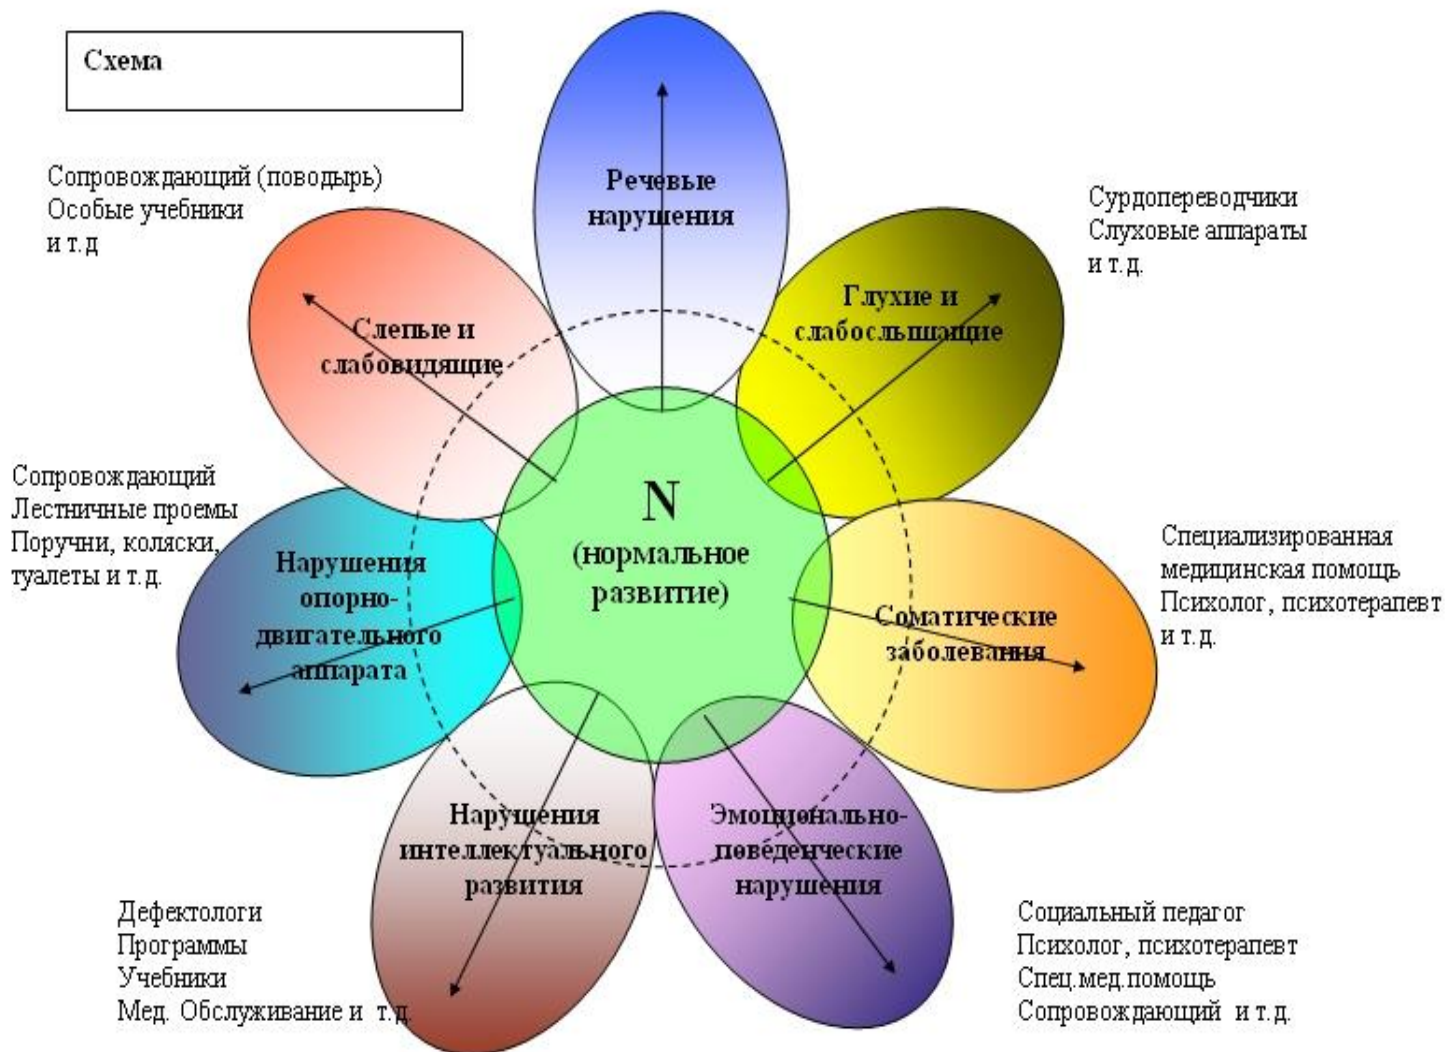 Схема
Сопровождающий (поводырь)
Особые учебники
и т.д
Речевые
нарушения
Сурдопереводчики
Слуховые аппараты
и т.д.
Слепые и
слабовидящие
Глухие и
слабослышащие
Сопровождающий
Лестничные проемы
Поручни, коляски,
туалеты и т.д.
Нарушения
опорно-
двигательного
аппарата
N
(нормальное
развитие)
Специализированная
медицинская помощь
Психолог, психотерапевт
и т.д.
Соматические
заболевания
Нарушения
интеллектуального
развития
Эмоционально-
поведенческие
нарушения
Дефектологи
Программы
Учебники
Мед. Обслуживание и т.д.
Социальный педагог
Психолог, психотерапевт
Спец.мед.помощь
Сопровождающий и т.д.